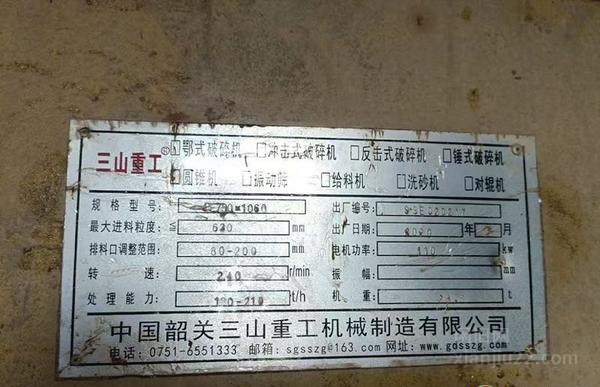 三山重工® 鄂式破碎机 冲击式破碎机 反击式破碎机 锤式破碎机
圆锥机 振动筛 给料机 洗砂机 对辊机
规格型号: 出厂编号:
最大进料粒度: ≤ 630 mm 出厂日期: 2020 年 月
排料口调整范围: 80-200 mm 电机功率: 110 kw
转速: 240 r/min 振幅: mm
处理能力: 130-210 t/h 机重: t
中国韶关三山重工机械制造有限公司
电话: 0751-6551333 邮箱: sgsszg@163.com 网址: www.gdsszg.com